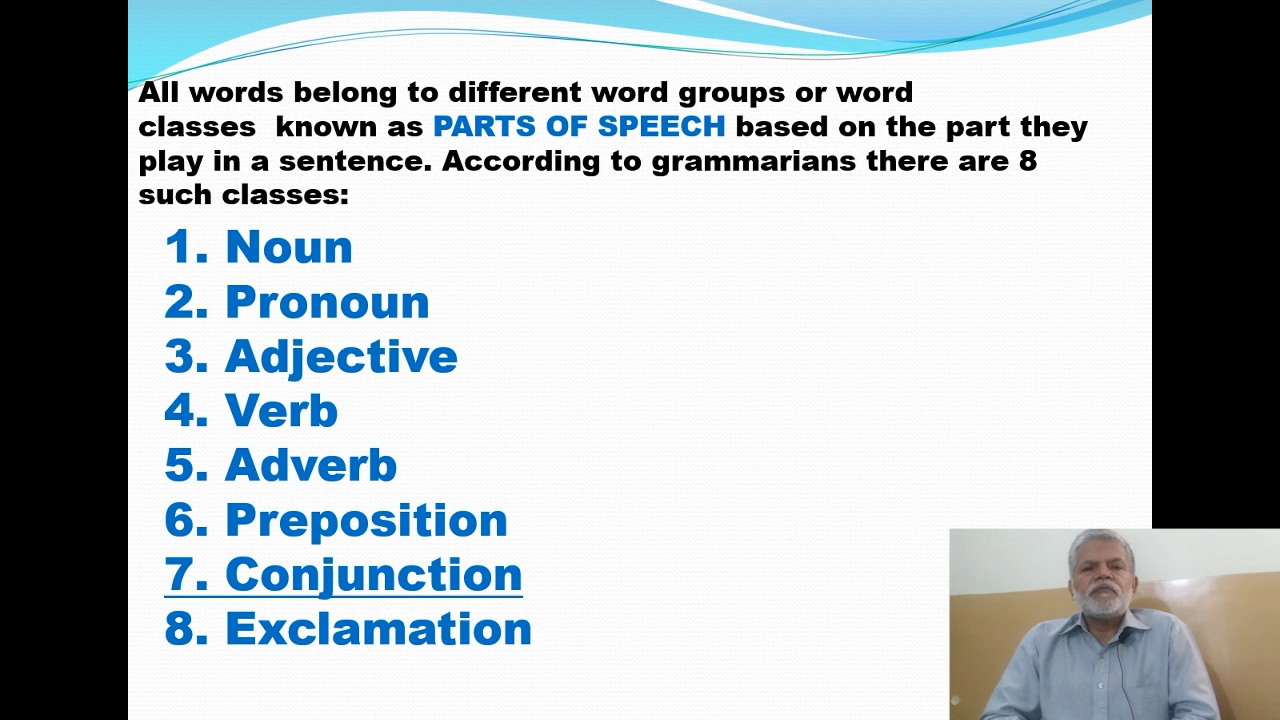 All words belong to different word groups or word
classes  known as PARTS OF SPEECH based on the part they
play in a sentence. According to grammarians there are 8
such classes:
1. Noun
2. Pronoun
3. Adjective
4. Verb
5. Adverb
6. Preposition
7. Conjunction
8. Exclamation